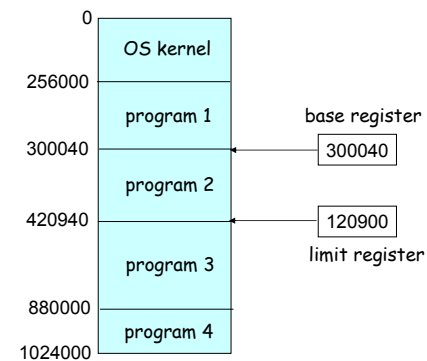 0
OS kernel
256000
program 1
base register
300040
300040
program 2
420940
120900
limit register
program 3
880000
program 4
1024000